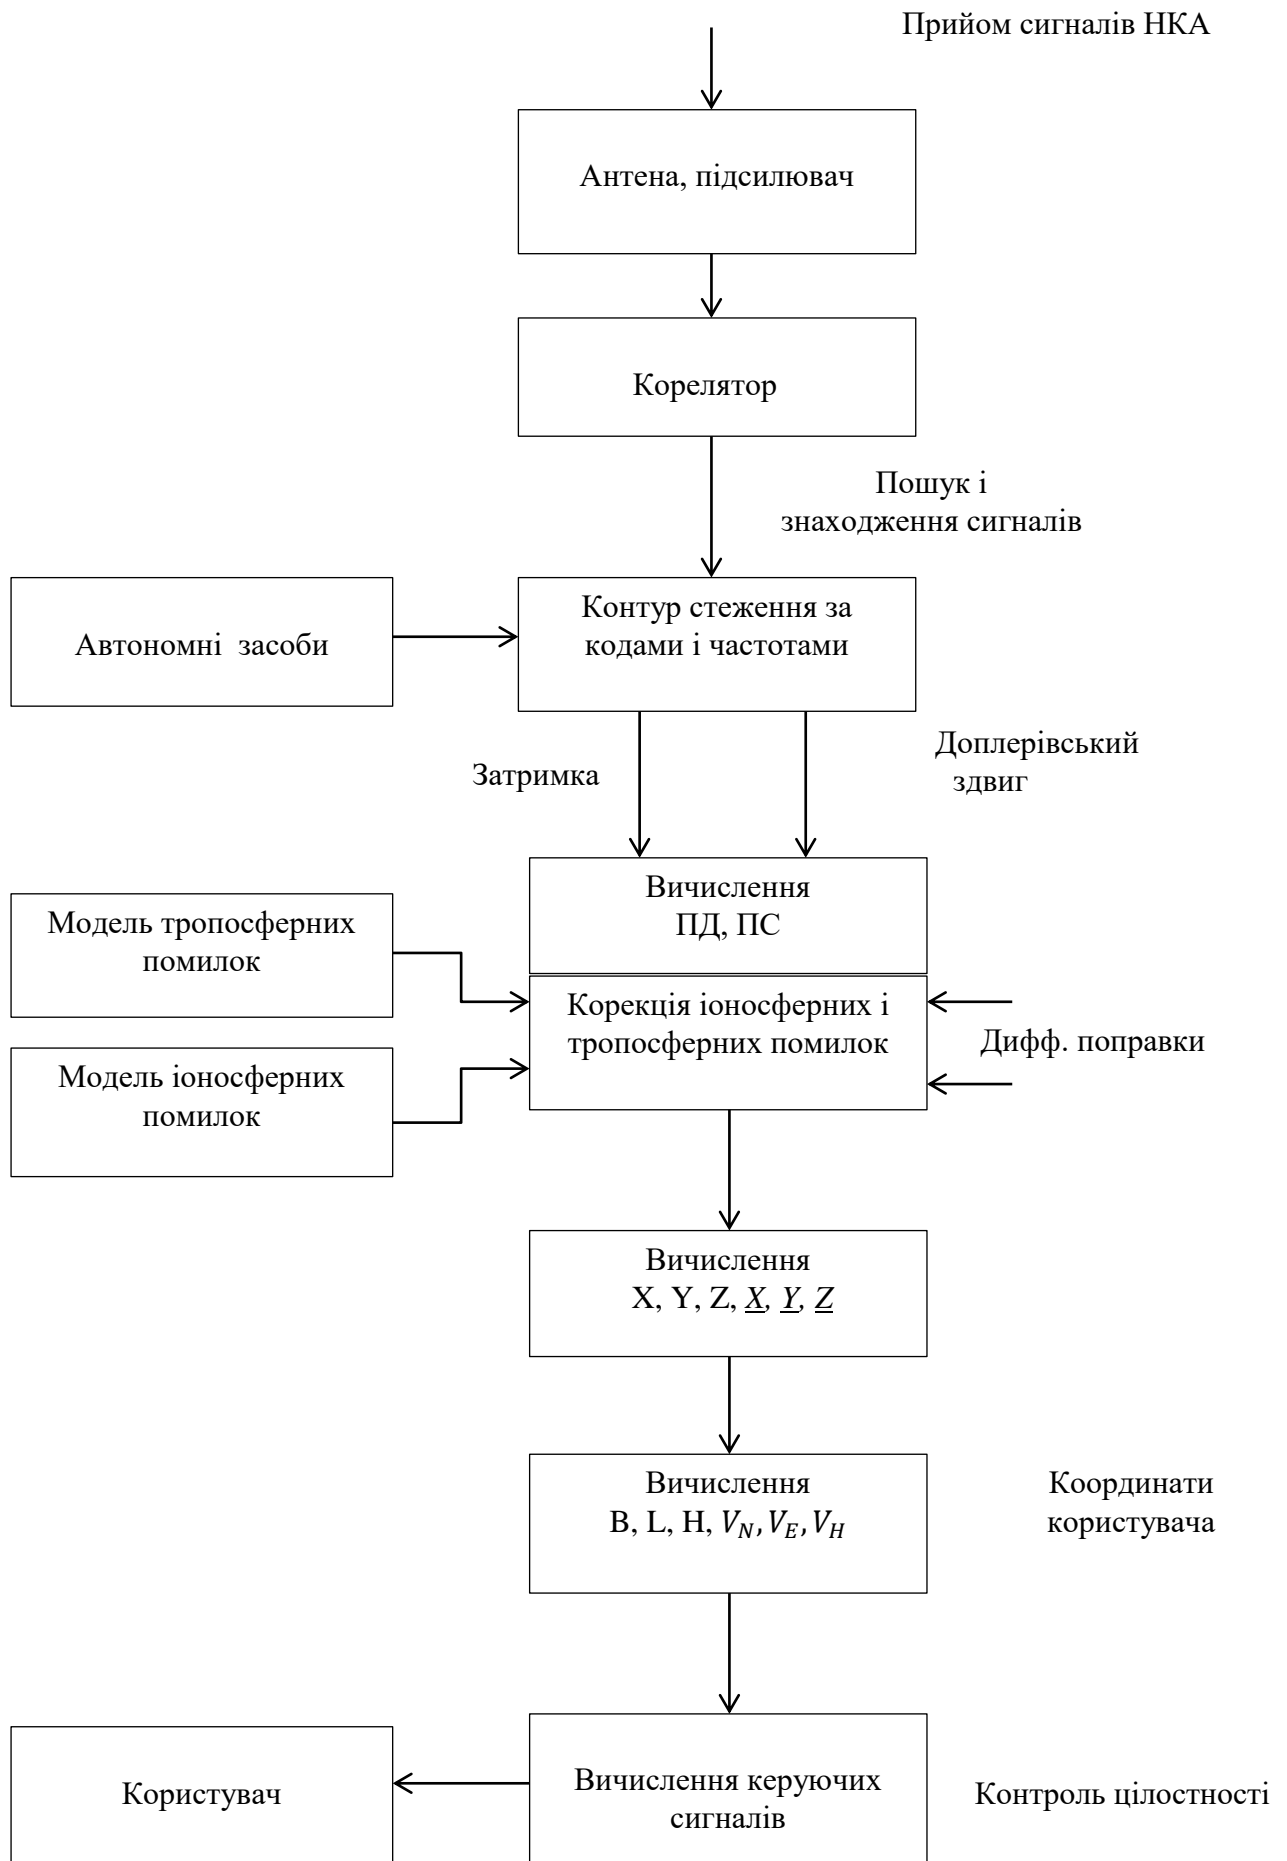 Прийом сигналів НКА
Антена, підсилювач
Корелятор
Пошук і
знаходження сигналів
Автономні засоби
Контур стеження за
кодами і частотами
Затримка
Доплерівський
здвиг
Вичислення
ПД, ПС
Модель тропосферних
помилок
Корекція іоносферних і
тропосферних помилок
Дифф. поправки
Модель іоносферних
помилок
Вичислення
X, Y, Z, X, Y, Z
Вичислення
B, L, H, V_N, V_E, V_H
Координати
користувача
Користувач
Вичислення керуючих
сигналів
Контроль цілостності